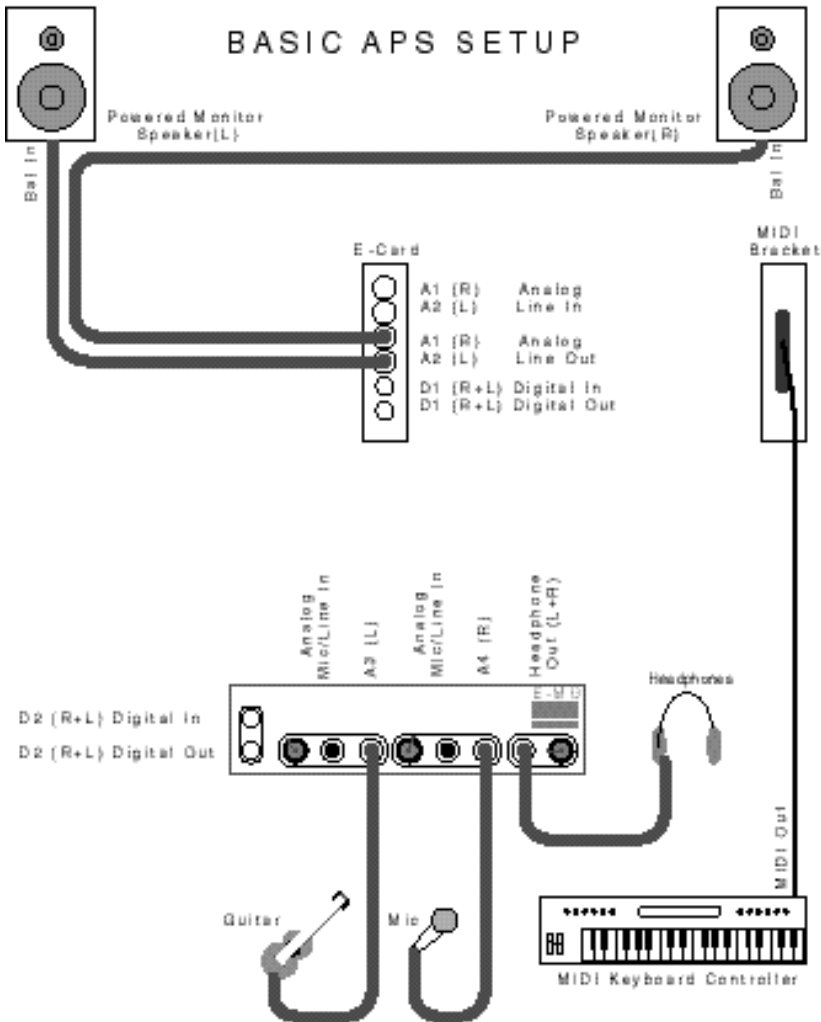 BASIC APS SETUP
Powered Monitor
Speaker(L)
Powered Monitor
Speaker(R)
Bal In
Bal In
E-Card
MIDI
Bracket
A1 (R) Analog
A2 (L) Line In
A1 (R) Analog
A2 (L) Line Out
D1 (R+L) Digital In
D1 (R+L) Digital Out
Analog
Mic/Line In
A3 (L)
Analog
Mic/Line In
A4 (R)
Headphone
Out (L+R)
E-MU
Headphones
D2 (R+L) Digital In
D2 (R+L) Digital Out
MIDI Out
Guitar
Mic
MIDI Keyboard Controller